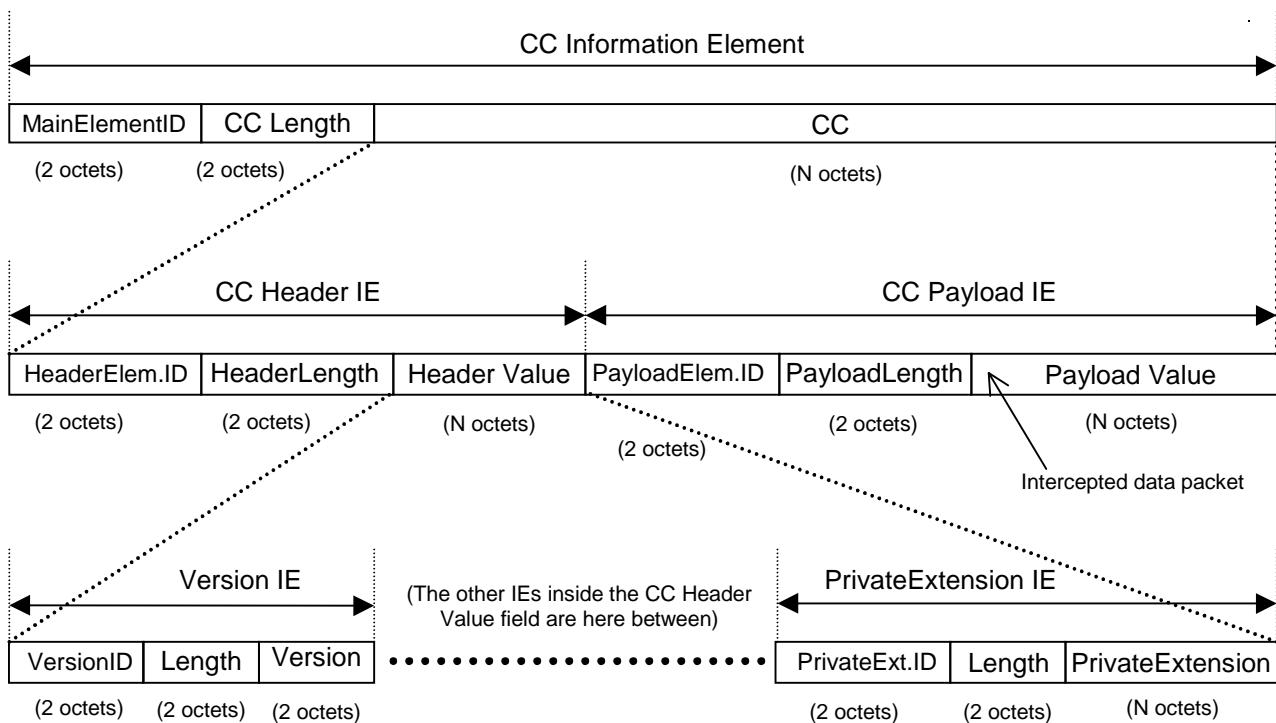 CC Information Element
MainElementID CC Length CC
(2 octets) (2 octets) (N octets)
CC Header IE CC Payload IE
HeaderElem.ID HeaderLength Header Value PayloadElem.ID PayloadLength Payload Value
(2 octets) (2 octets) (N octets) (2 octets) (2 octets) (N octets)
Intercepted data packet
Version IE (The other IEs inside the CC Header PrivateExtension IE
Value field are here between)
VersionID Length Version PrivateExt.ID Length PrivateExtension
(2 octets) (2 octets) (2 octets) (2 octets) (2 octets) (N octets)